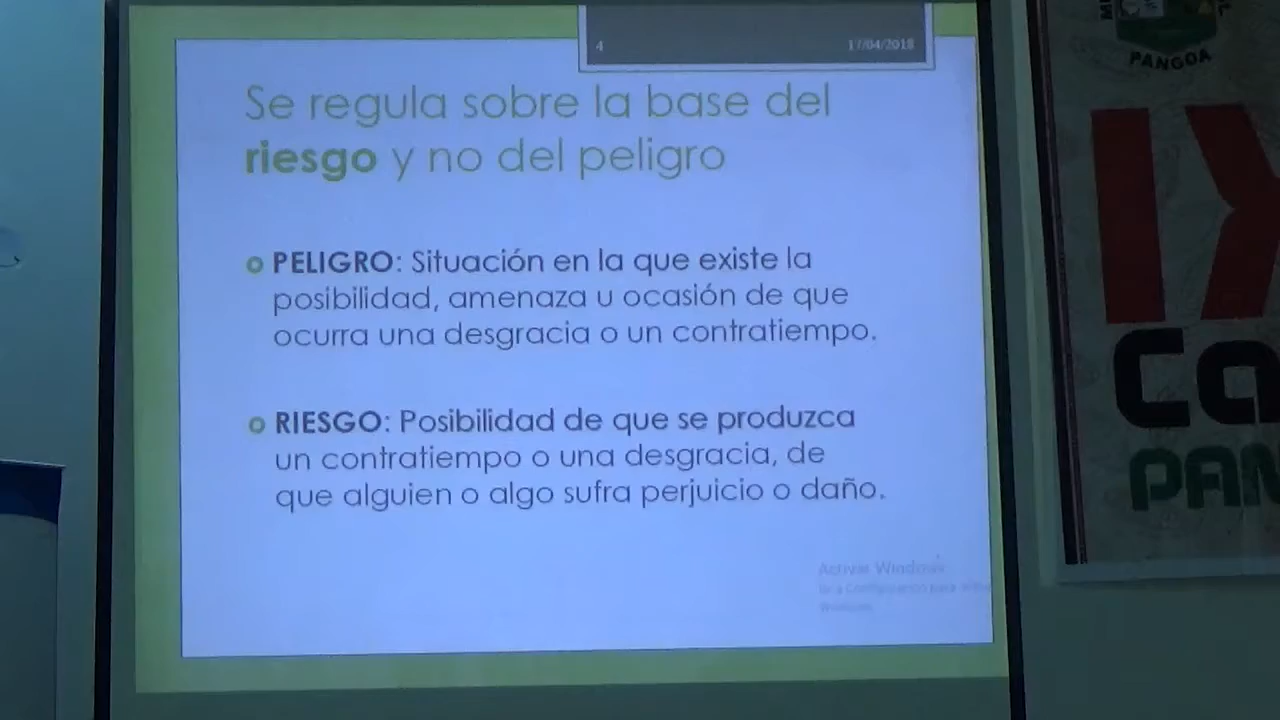 4 17/04/2018
Se regula sobre la base del
riesgo y no del peligro
PELIGRO: Situación en la que existe la
posibilidad, amenaza u ocasión de que
ocurra una desgracia o un contratiempo.
RIESGO: Posibilidad de que se produzca
un contratiempo o una desgracia, de
que alguien o algo sufra perjuicio o daño.
Activar Windows
Windows
PANGOA